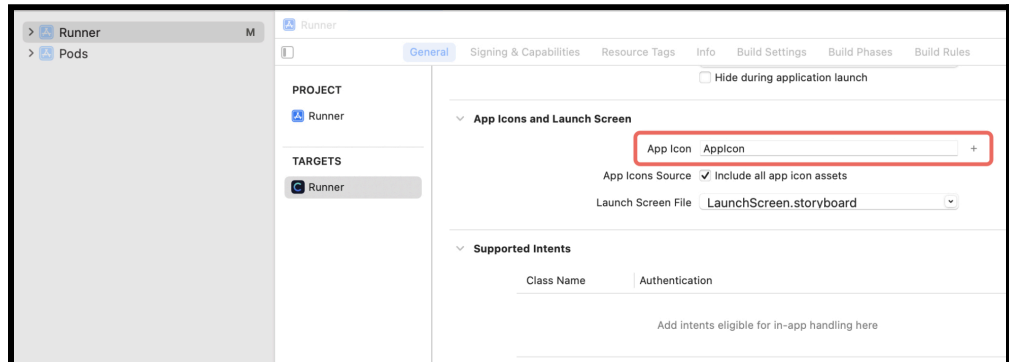 Runner M
Pods
Runner
General Signing & Capabilities Resource Tags Info Build Settings Build Phases Build Rules
Hide during application launch
PROJECT
Runner
TARGETS
Runner
App Icons and Launch Screen
App Icon AppIcon +
App Icons Source Include all app icon assets
Launch Screen File LaunchScreen.storyboard
Supported Intents
Class Name Authentication
Add intents eligible for in-app handling here